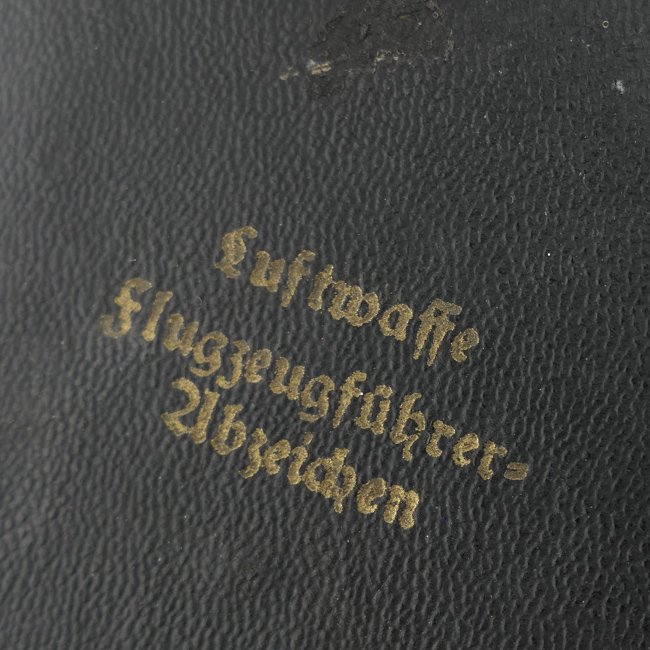 Luftwaffe
Flugzeugführer=
Abzeichen